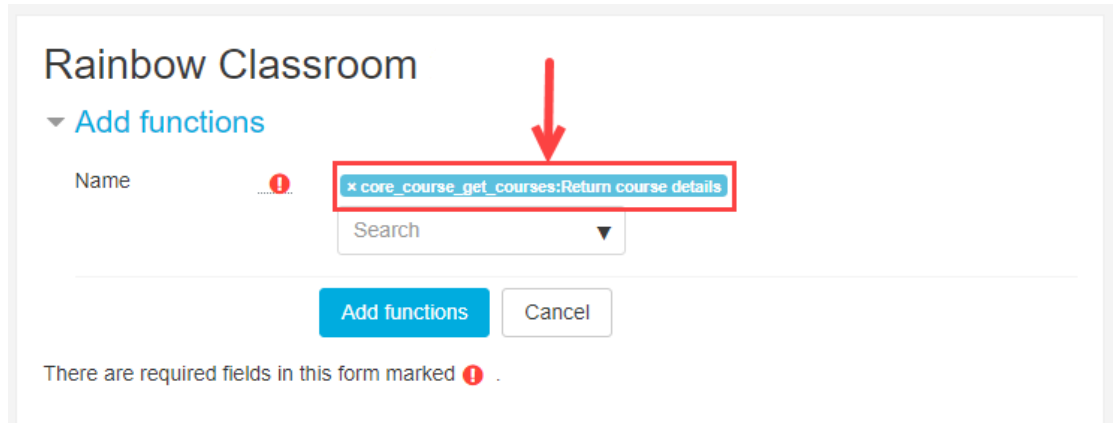 Rainbow Classroom
Add functions
Name
× core_course_get_courses:Return course details
Search
Add functions
Cancel
There are required fields in this form marked .